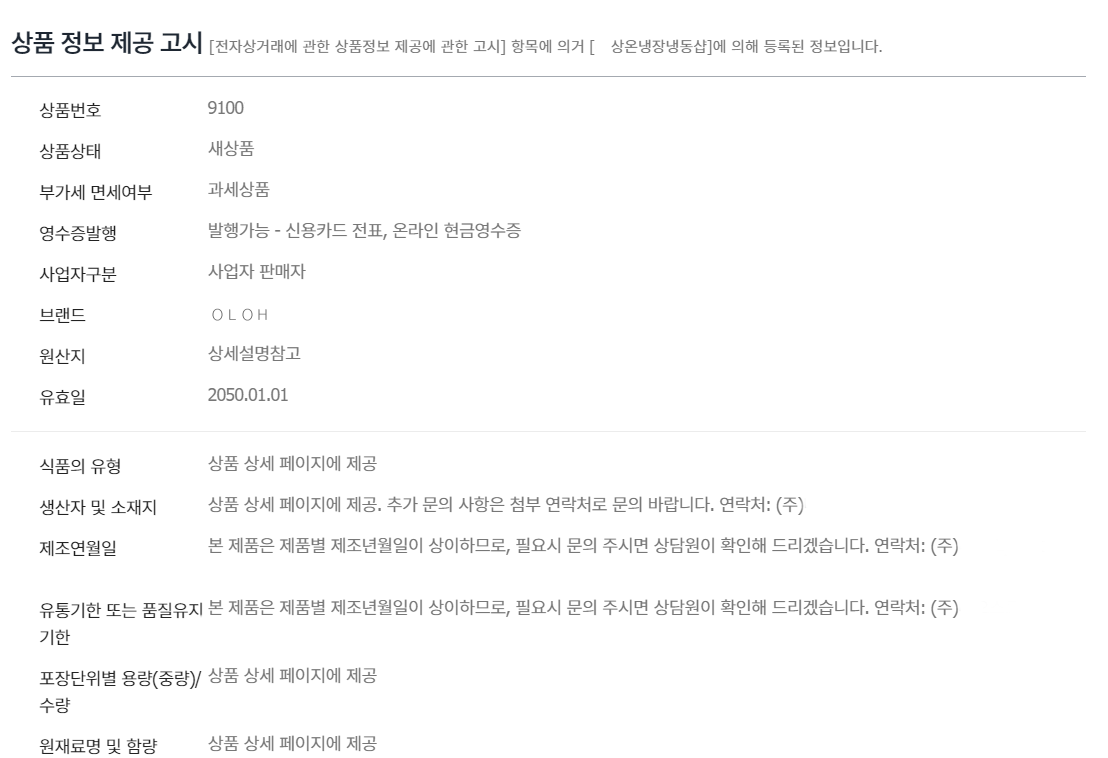 상품 정보 제공 고시 [전자상거래에 관한 상품정보 제공에 관한 고시] 항목에 의거 [ 상온냉장냉동샵]에 의해 등록된 정보입니다.
상품번호 9100
상품상태 새상품
부가세 면세여부 과세상품
영수증발행 발행가능 - 신용카드 전표, 온라인 현금영수증
사업자구분 사업자 판매자
브랜드 ＯＬＯＨ
원산지 상세설명참고
유효일 2050.01.01
식품의 유형 상품 상세 페이지에 제공
생산자 및 소재지 상품 상세 페이지에 제공. 추가 문의 사항은 첨부 연락처로 문의 바랍니다. 연락처: (주)
제조연월일 본 제품은 제품별 제조년월일이 상이하므로, 필요시 문의 주시면 상담원이 확인해 드리겠습니다. 연락처: (주)
유통기한 또는 품질유지 본 제품은 제품별 제조년월일이 상이하므로, 필요시 문의 주시면 상담원이 확인해 드리겠습니다. 연락처: (주)
기한
포장단위별 용량(중량)/ 상품 상세 페이지에 제공
수량
원재료명 및 함량 상품 상세 페이지에 제공